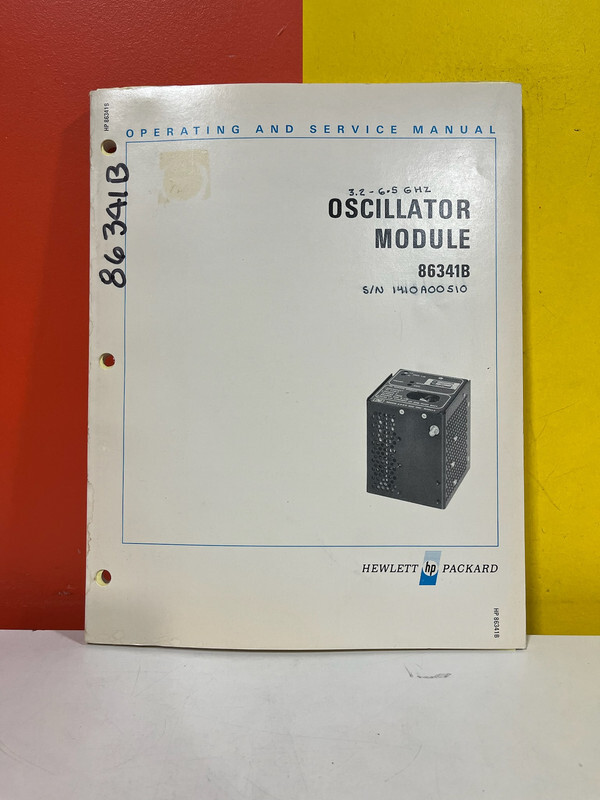 HP 86341B
86341B
OPERATING AND SERVICE MANUAL
3.2 - 6.5 GHZ
OSCILLATOR
MODULE
86341B
S/N 1410A00510
HEWLETT hp PACKARD
HP 86341B